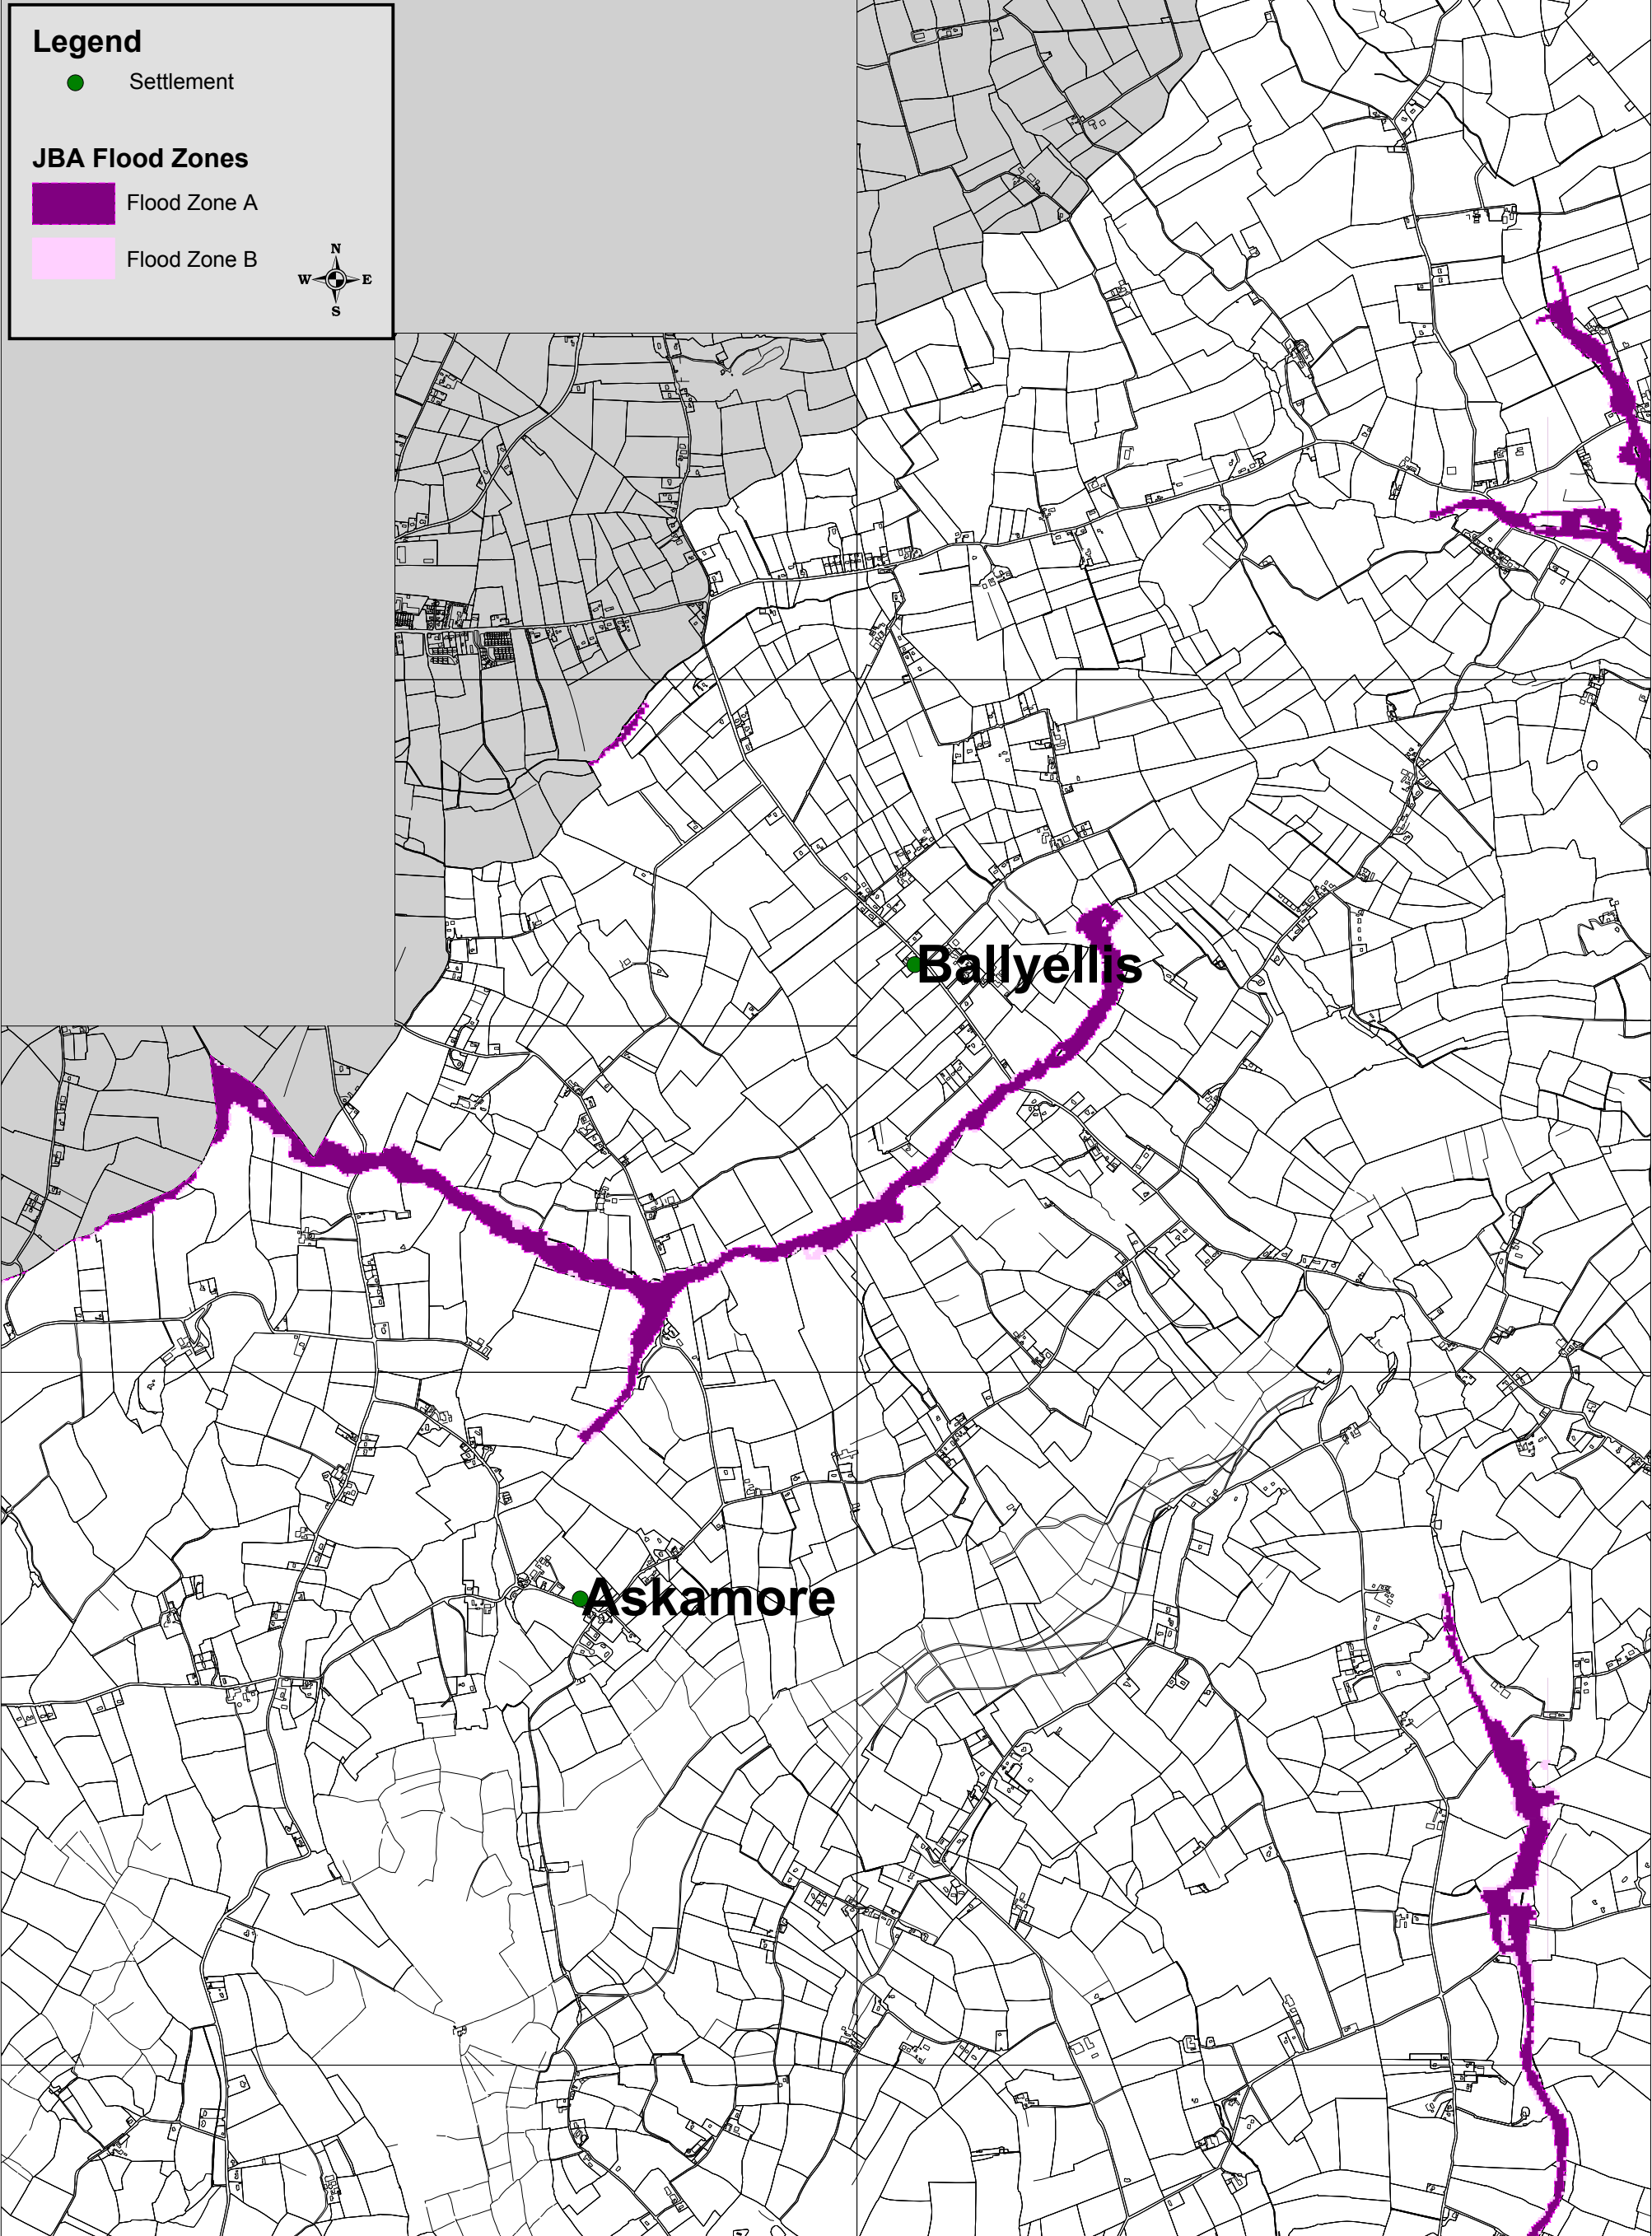 Legend
Settlement
JBA Flood Zones
Flood Zone A
Flood Zone B
N
W E
S
Ballyellis
Askamore